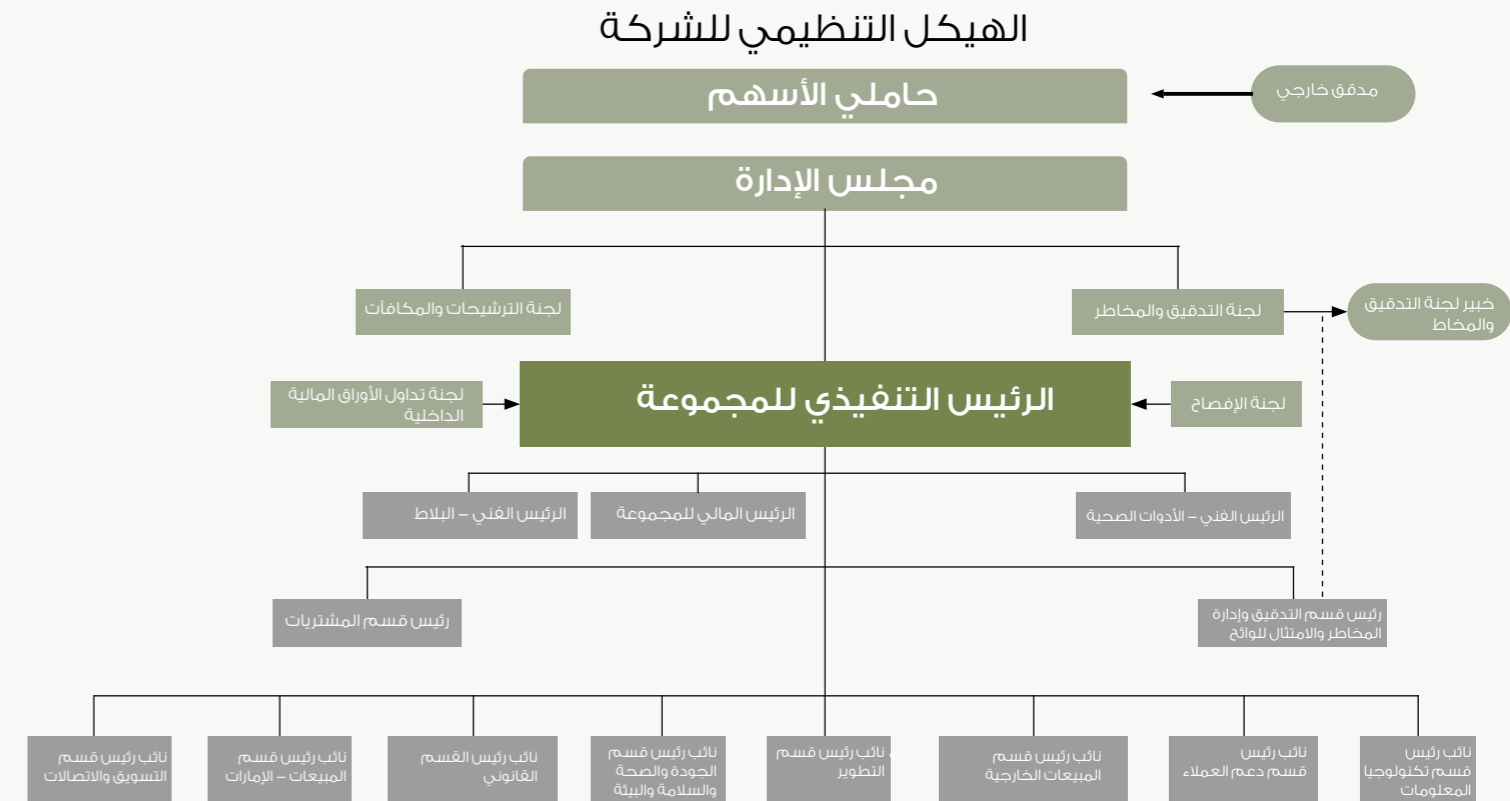 الهيكل التنظيمي للشركة
حاملي الأسهم
مدقق خارجي
مجلس الإدارة
لجنة التدقيق والمخاطر
لجنة الترشيحات والمكافآت
خبير لجنة التدقيق
والمخاط
الرئيس التنفيذي للمجموعة
لجنة الإفصاح
لجنة تداول الأوراق المالية
الداخلية
الرئيس الفني – الأدوات الصحية
الرئيس المالي للمجموعة
الرئيس الفني – البلاط
رئيس قسم التدقيق وإدارة
المخاطر والامتثال للوائح
رئيس قسم المشتريات
نائب رئيس
قسم تكنولوجيا
المعلومات
نائب رئيس
قسم دعم العملاء
نائب رئيس قسم
المبيعات الخارجية
نائب رئيس قسم
التطوير
نائب رئيس قسم
الجودة والصحة
والسلامة والبيئة
نائب رئيس القسم
القانوني
نائب رئيس قسم
المبيعات – الإمارات
نائب رئيس قسم
التسويق والاتصالات